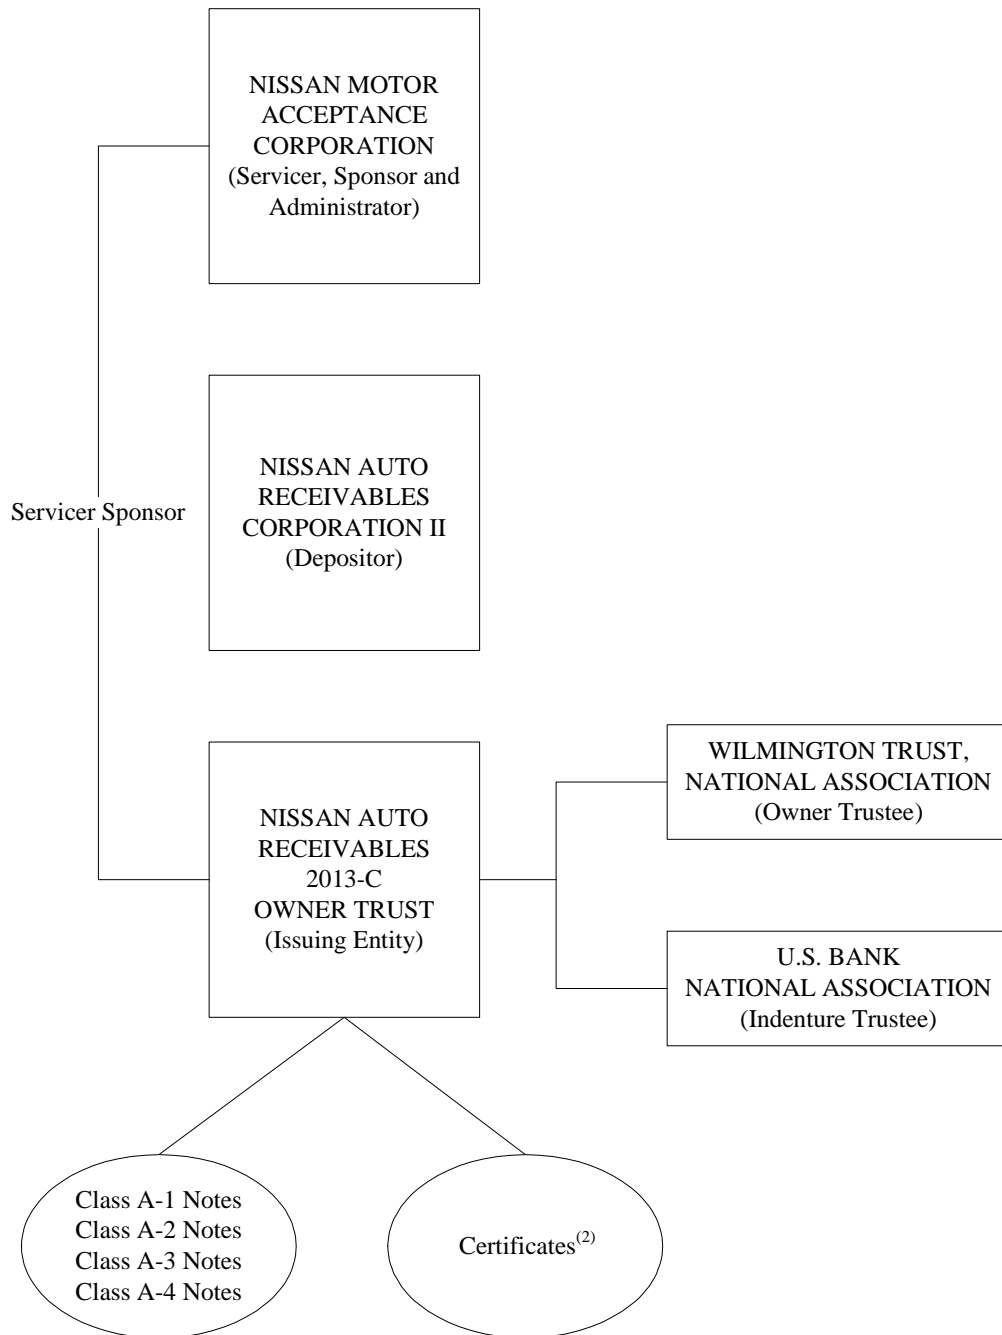 NISSAN MOTOR
ACCEPTANCE
CORPORATION
(Servicer, Sponsor and
Administrator)
Servicer Sponsor
NISSAN AUTO
RECEIVABLES
CORPORATION II
(Depositor)
NISSAN AUTO
RECEIVABLES
2013-C
OWNER TRUST
(Issuing Entity)
WILMINGTON TRUST,
NATIONAL ASSOCIATION
(Owner Trustee)
U.S. BANK
NATIONAL ASSOCIATION
(Indenture Trustee)
Class A-1 Notes
Class A-2 Notes
Class A-3 Notes
Class A-4 Notes
Certificates(2)